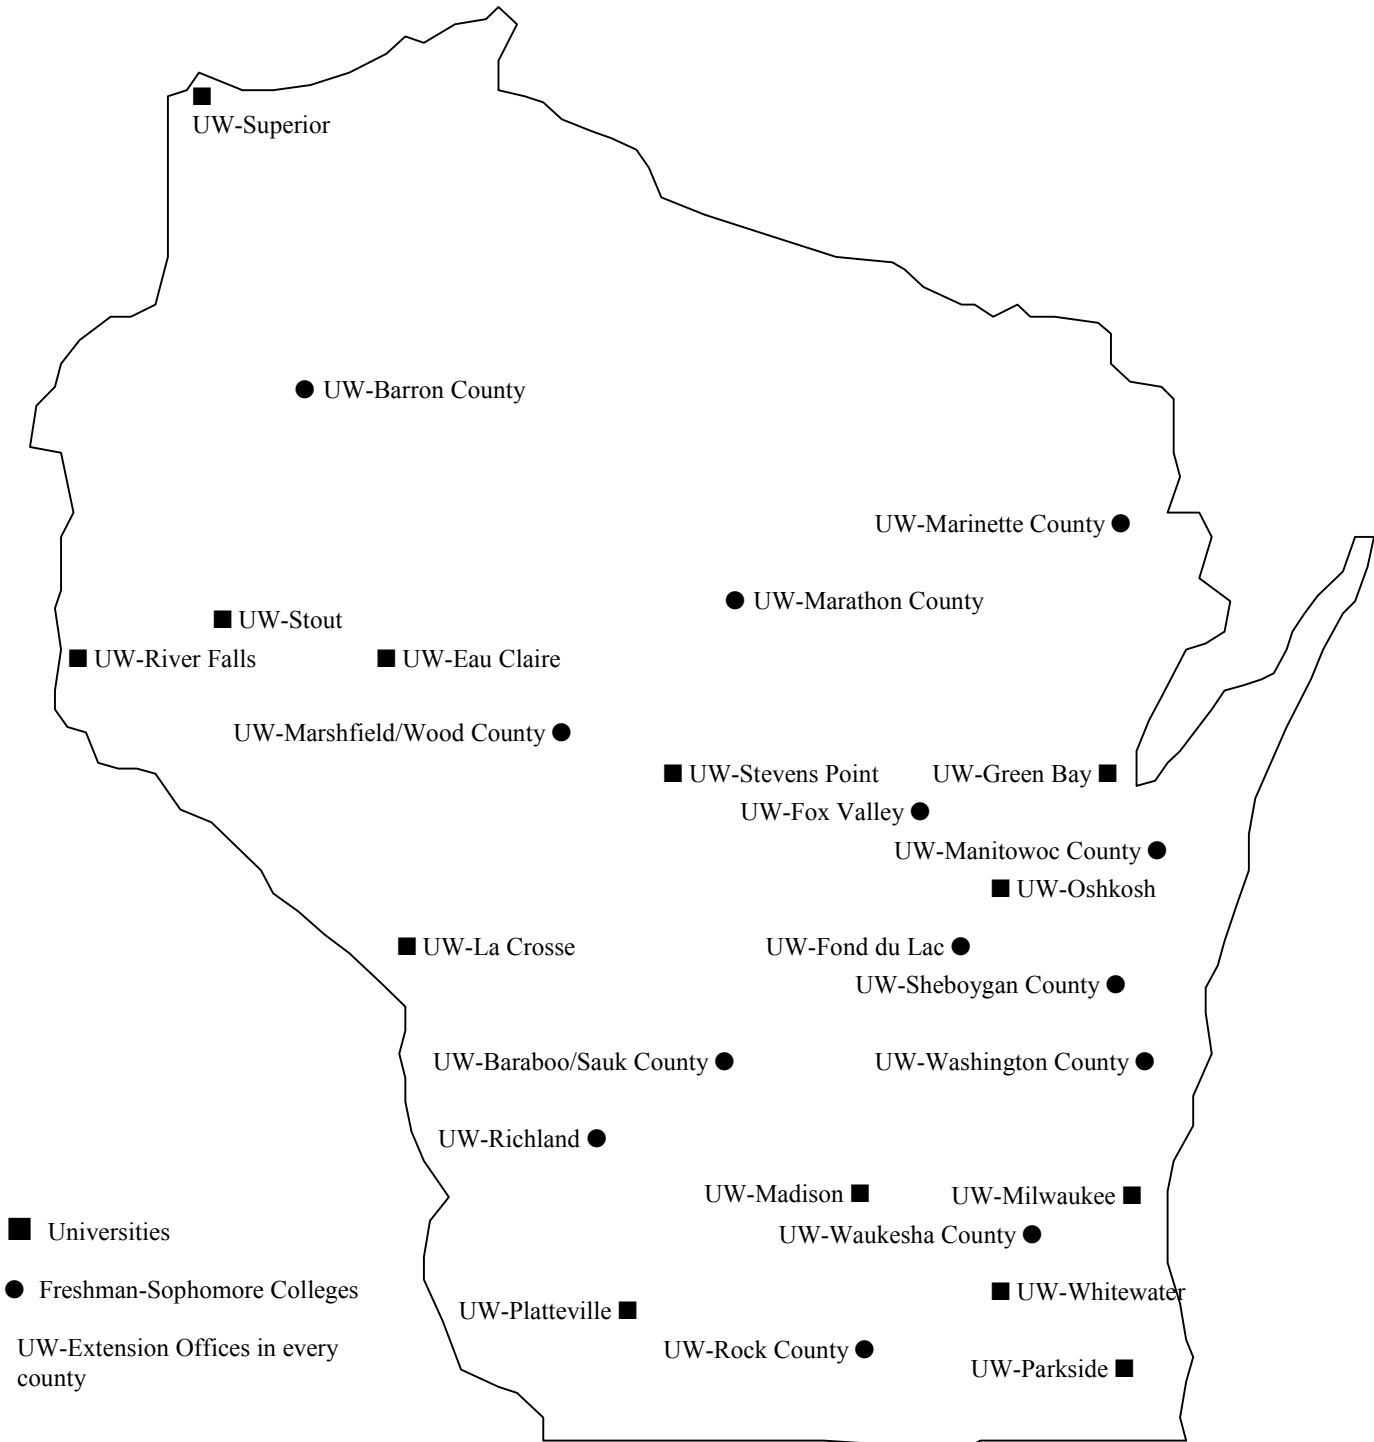 UW-Superior
UW-Barron County
UW-Marinette County
UW-Marathon County
UW-Stout
UW-River Falls
UW-Eau Claire
UW-Marshfield/Wood County
UW-Stevens Point
UW-Green Bay
UW-Fox Valley
UW-Manitowoc County
UW-Oshkosh
UW-La Crosse
UW-Fond du Lac
UW-Sheboygan County
UW-Baraboo/Sauk County
UW-Washington County
UW-Richland
UW-Madison
UW-Milwaukee
UW-Waukesha County
UW-Whitewater
UW-Platteville
UW-Rock County
UW-Parkside
Universities
Freshman-Sophomore Colleges
UW-Extension Offices in every
county